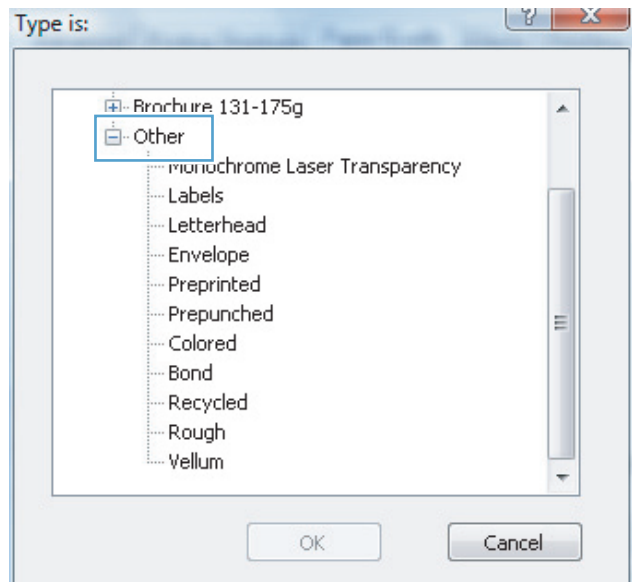 Type is:
Brochure 131-175g
Other
Monochrome Laser Transparency
Labels
Letterhead
Envelope
Preprinted
Prepunched
Colored
Bond
Recycled
Rough
Vellum
OK
Cancel